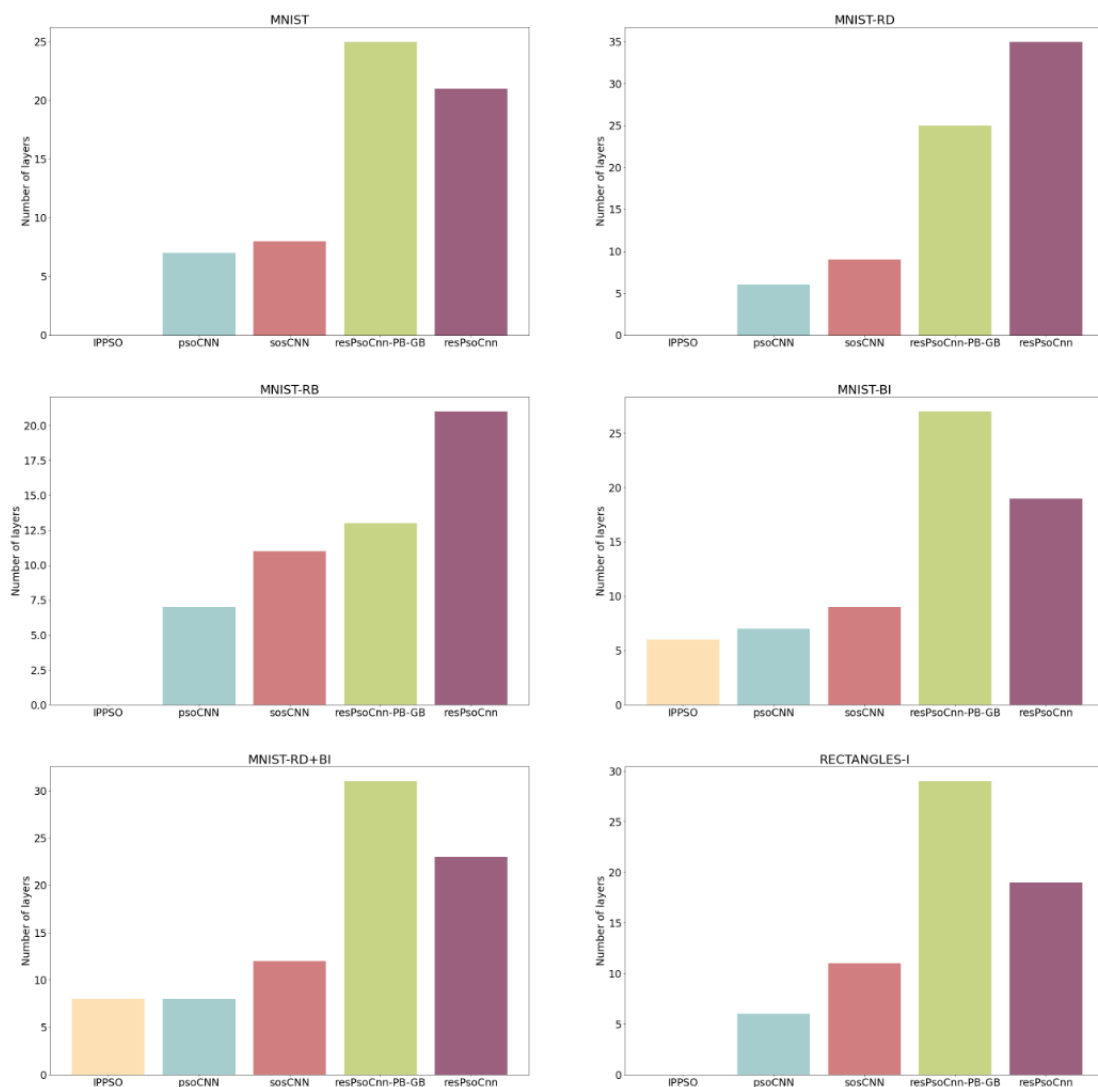 MNIST
Number of layers
25
20
15
10
5
0
IPPSO psoCNN sosCNN resPsoCnn-PB-GB resPsoCnn
MNIST-RD
Number of layers
35
30
25
20
15
10
5
0
IPPSO psoCNN sosCNN resPsoCnn-PB-GB resPsoCnn
MNIST-RB
Number of layers
20.0
17.5
15.0
12.5
10.0
7.5
5.0
2.5
0.0
IPPSO psoCNN sosCNN resPsoCnn-PB-GB resPsoCnn
MNIST-BI
Number of layers
25
20
15
10
5
0
IPPSO psoCNN sosCNN resPsoCnn-PB-GB resPsoCnn
MNIST-RD+BI
Number of layers
30
25
20
15
10
5
0
IPPSO psoCNN sosCNN resPsoCnn-PB-GB resPsoCnn
RECTANGLES-I
Number of layers
30
25
20
15
10
5
0
IPPSO psoCNN sosCNN resPsoCnn-PB-GB resPsoCnn